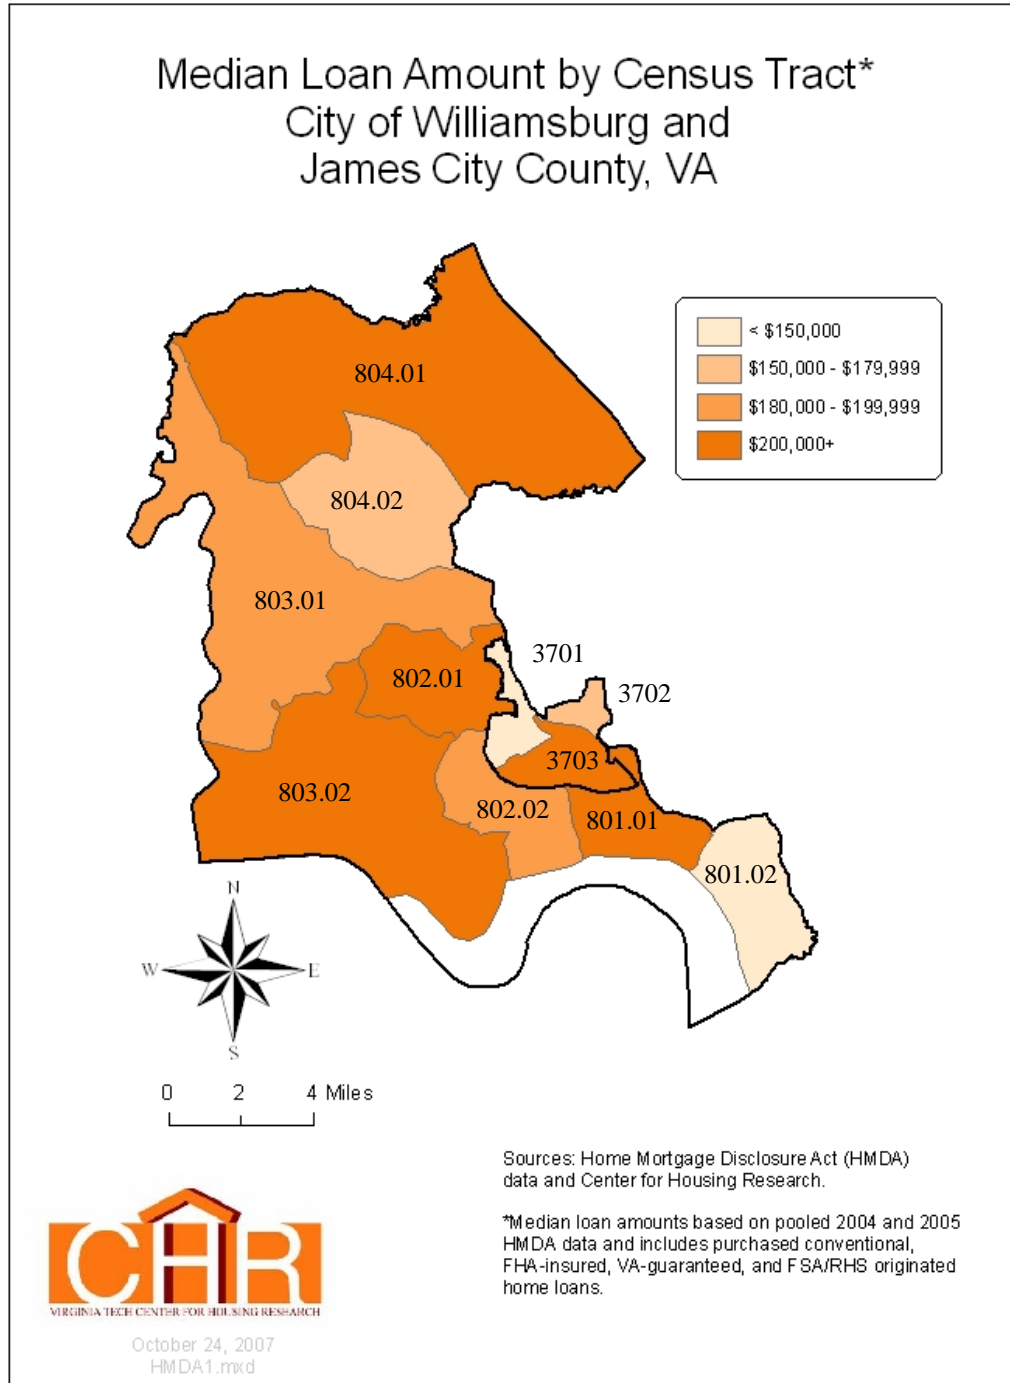 Median Loan Amount by Census Tract*
City of Williamsburg and
James City County, VA
< $150,000
$150,000 - $179,999
$180,000 - $199,999
$200,000+
804.01
804.02
803.01
3701
802.01
3702
3703
803.02
802.02
801.01
801.02
N
W
E
S
0 2 4 Miles
Sources: Home Mortgage Disclosure Act (HMDA)
data and Center for Housing Research.
*Median loan amounts based on pooled 2004 and 2005
HMDA data and includes purchased conventional,
FHA-insured, VA-guaranteed, and FSA/RHS originated
home loans.
CHR
VIRGINIA TECH CENTER FOR HOUSING RESEARCH
October 24, 2007
HMDA1.mxd